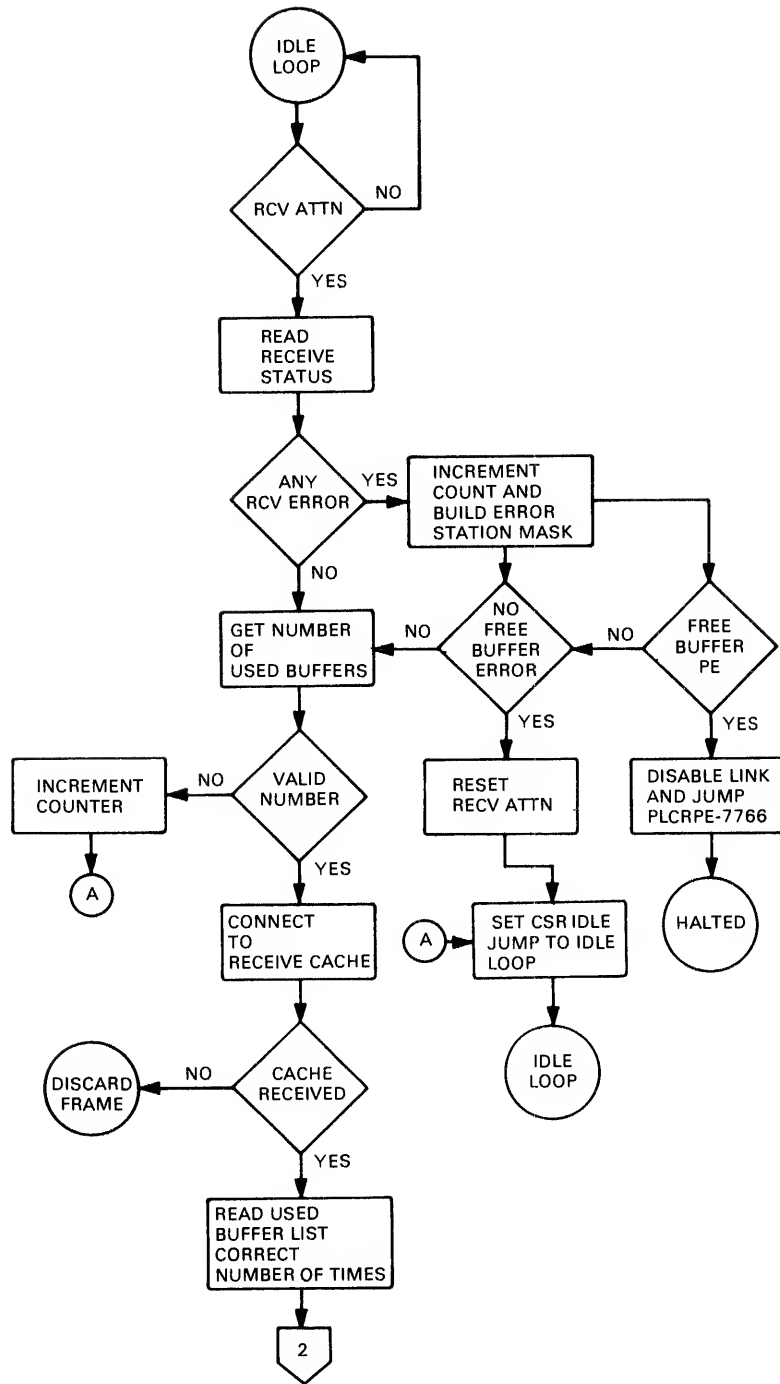 IDLE
LOOP
RCV ATTN
NO
YES
READ
RECEIVE
STATUS
ANY
RCV ERROR
YES
NO
INCREMENT
COUNT AND
BUILD ERROR
STATION MASK
GET NUMBER
OF
USED BUFFERS
NO
NO
FREE
BUFFER
ERROR
NO
FREE
BUFFER
PE
YES
YES
INCREMENT
COUNTER
NO
VALID
NUMBER
YES
RESET
RECV ATTN
DISABLE LINK
AND JUMP
PLCRPE-7766
A
CONNECT
TO
RECEIVE CACHE
A
SET CSR IDLE
JUMP TO IDLE
LOOP
HALTED
DISCARD
FRAME
NO
CACHE
RECEIVED
YES
IDLE
LOOP
READ USED
BUFFER LIST
CORRECT
NUMBER OF TIMES
2